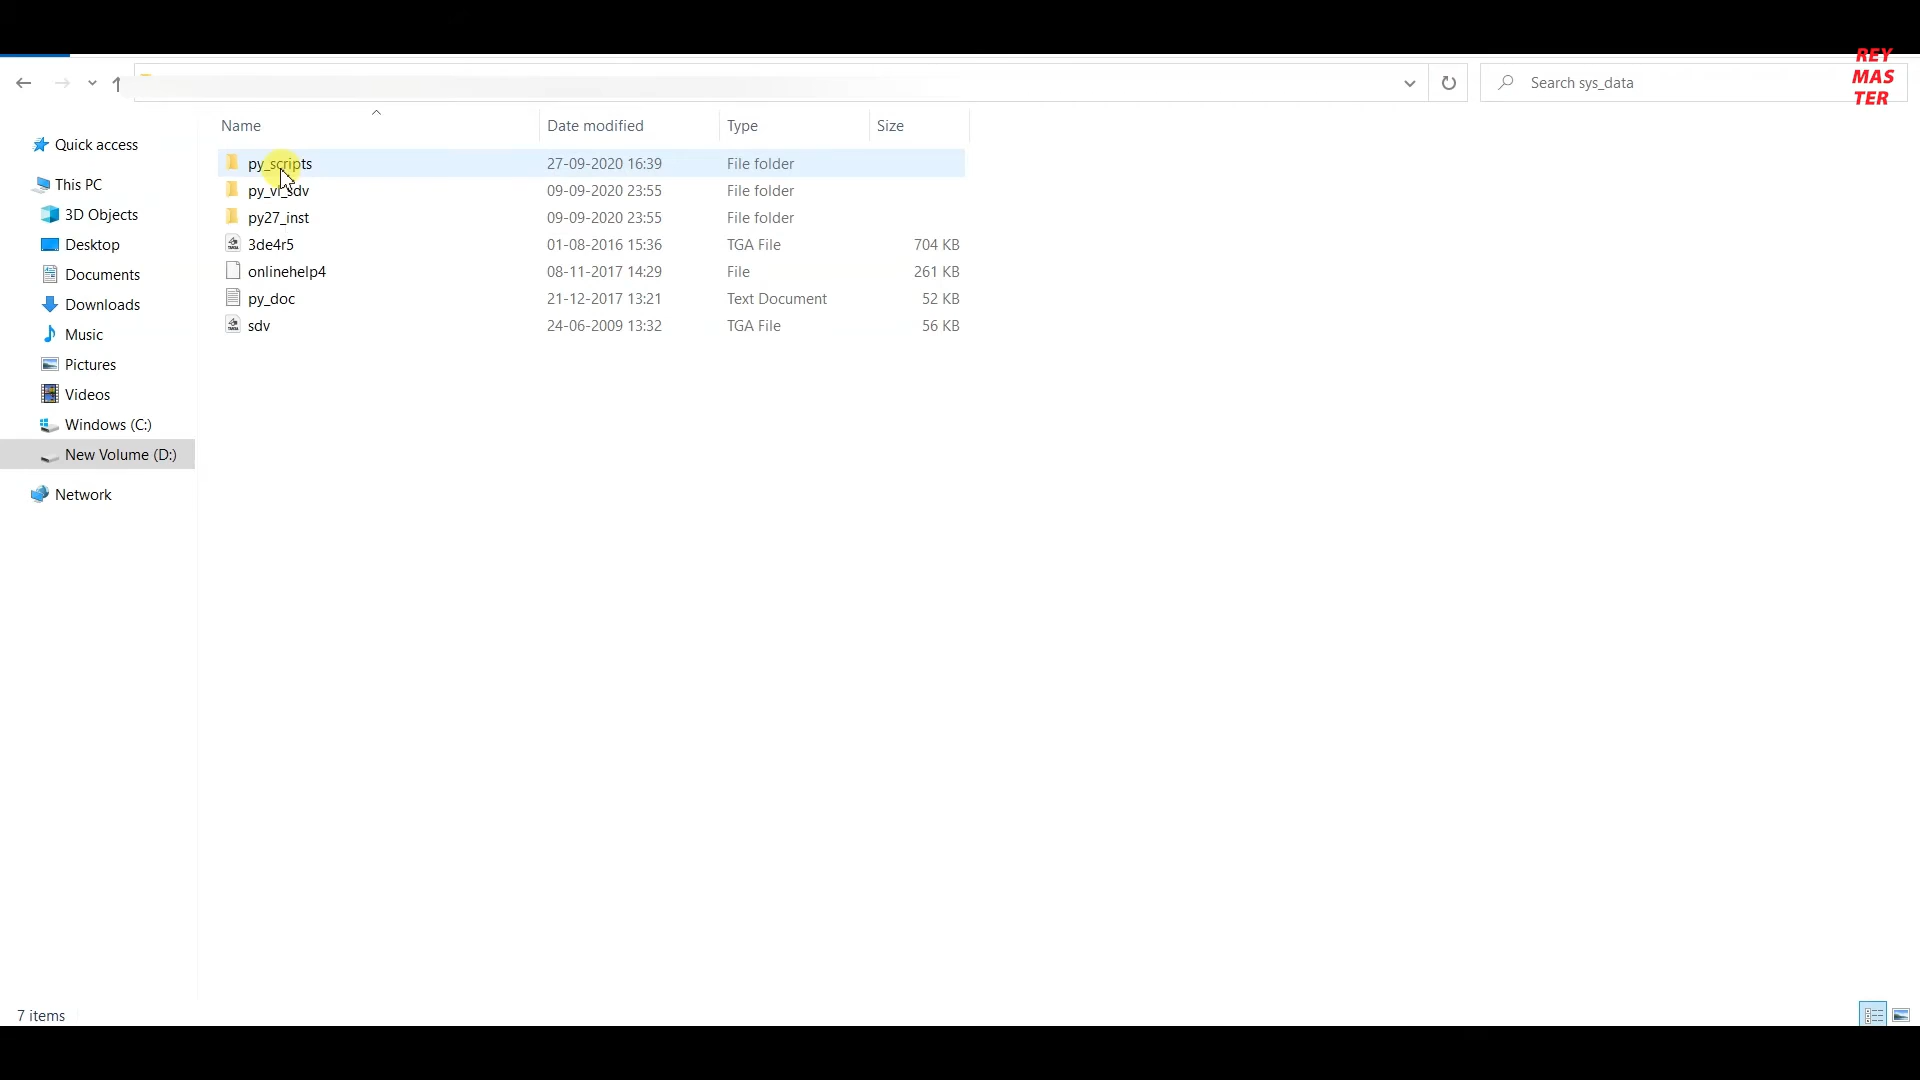 REY
MAS
TER
Search sys_data
Name
Date modified
Type
Size
Quick access
This PC
3D Objects
Desktop
Documents
Downloads
Music
Pictures
Videos
Windows (C:)
New Volume (D:)
Network
py_scripts 27-09-2020 16:39 File folder
py_vl_sdv 09-09-2020 23:55 File folder
py27_inst 09-09-2020 23:55 File folder
3de4r5 01-08-2016 15:36 TGA File 704 KB
onlinehelp4 08-11-2017 14:29 File 261 KB
py_doc 21-12-2017 13:21 Text Document 52 KB
sdv 24-06-2009 13:32 TGA File 56 KB
7 items